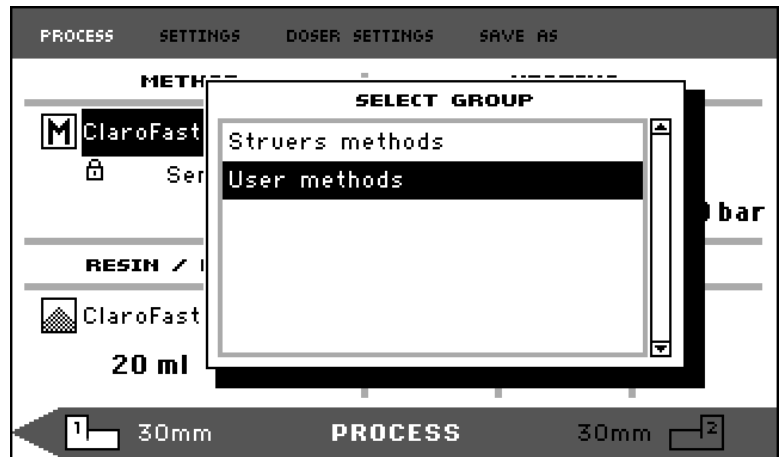 PROCESS SETTINGS DOSER SETTINGS SAVE AS
SELECT GROUP
M ClaroFast
Struers methods
User methods
bar
RESIN /
ClaroFast
20 ml
1 30mm PROCESS 30mm 2